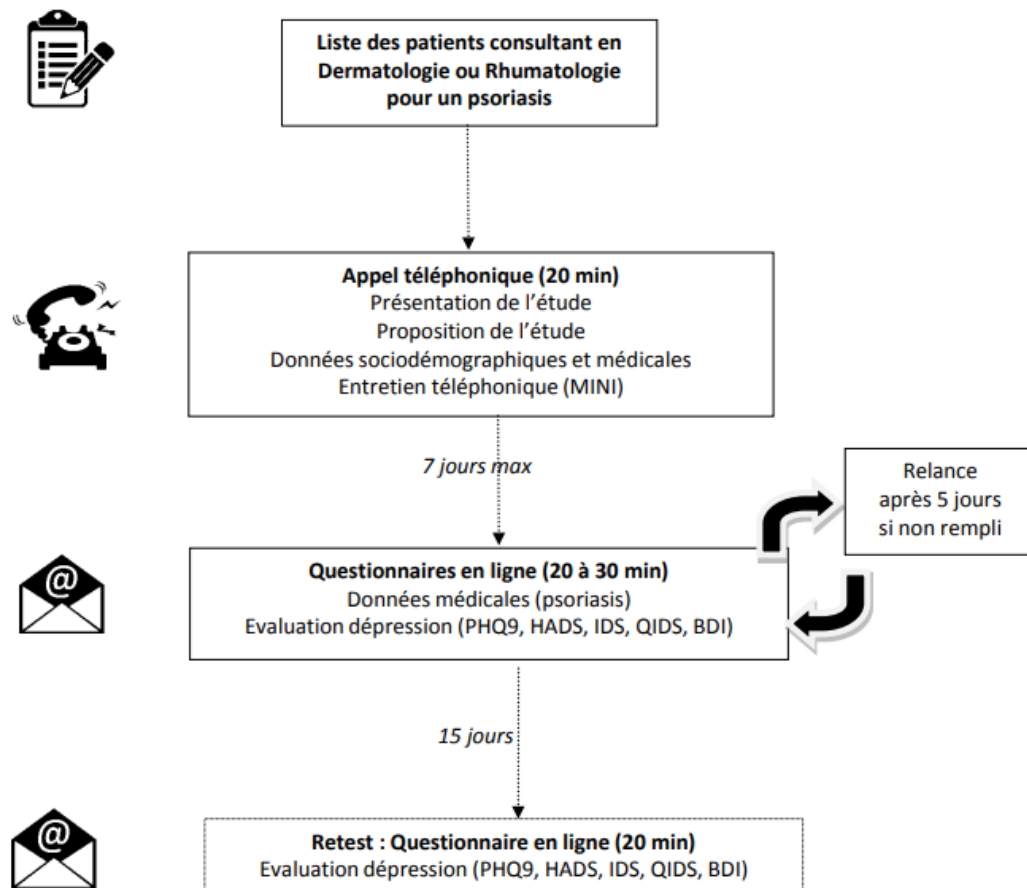 Liste des patients consultant en
Dermatologie ou Rhumatologie
pour un psoriasis
Appel téléphonique (20 min)
Présentation de l'étude
Proposition de l'étude
Données sociodémographiques et médicales
Entretien téléphonique (MINI)
7 jours max
Relance
après 5 jours
si non rempli
@
Questionnaires en ligne (20 à 30 min)
Données médicales (psoriasis)
Evaluation dépression (PHQ9, HADS, IDS, QIDS, BDI)
15 jours
@
Retest : Questionnaire en ligne (20 min)
Evaluation dépression (PHQ9, HADS, IDS, QIDS, BDI)